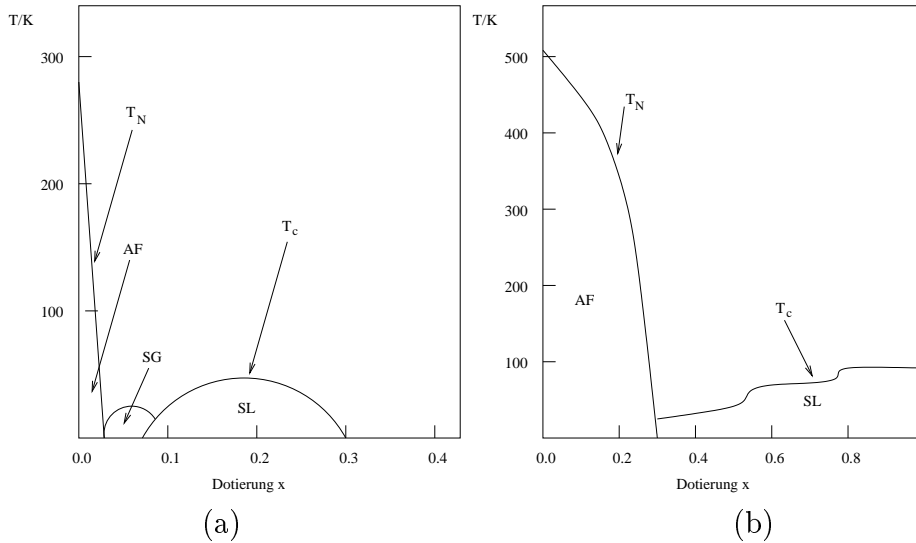 T/K
300
200
100
T_N
AF
SG
T_c
SL
0.0 0.1 0.2 0.3 0.4
Dotierung x
(a)
T/K
500
400
300
200
100
T_N
AF
T_c
SL
0.0 0.2 0.4 0.6 0.8
Dotierung x
(b)